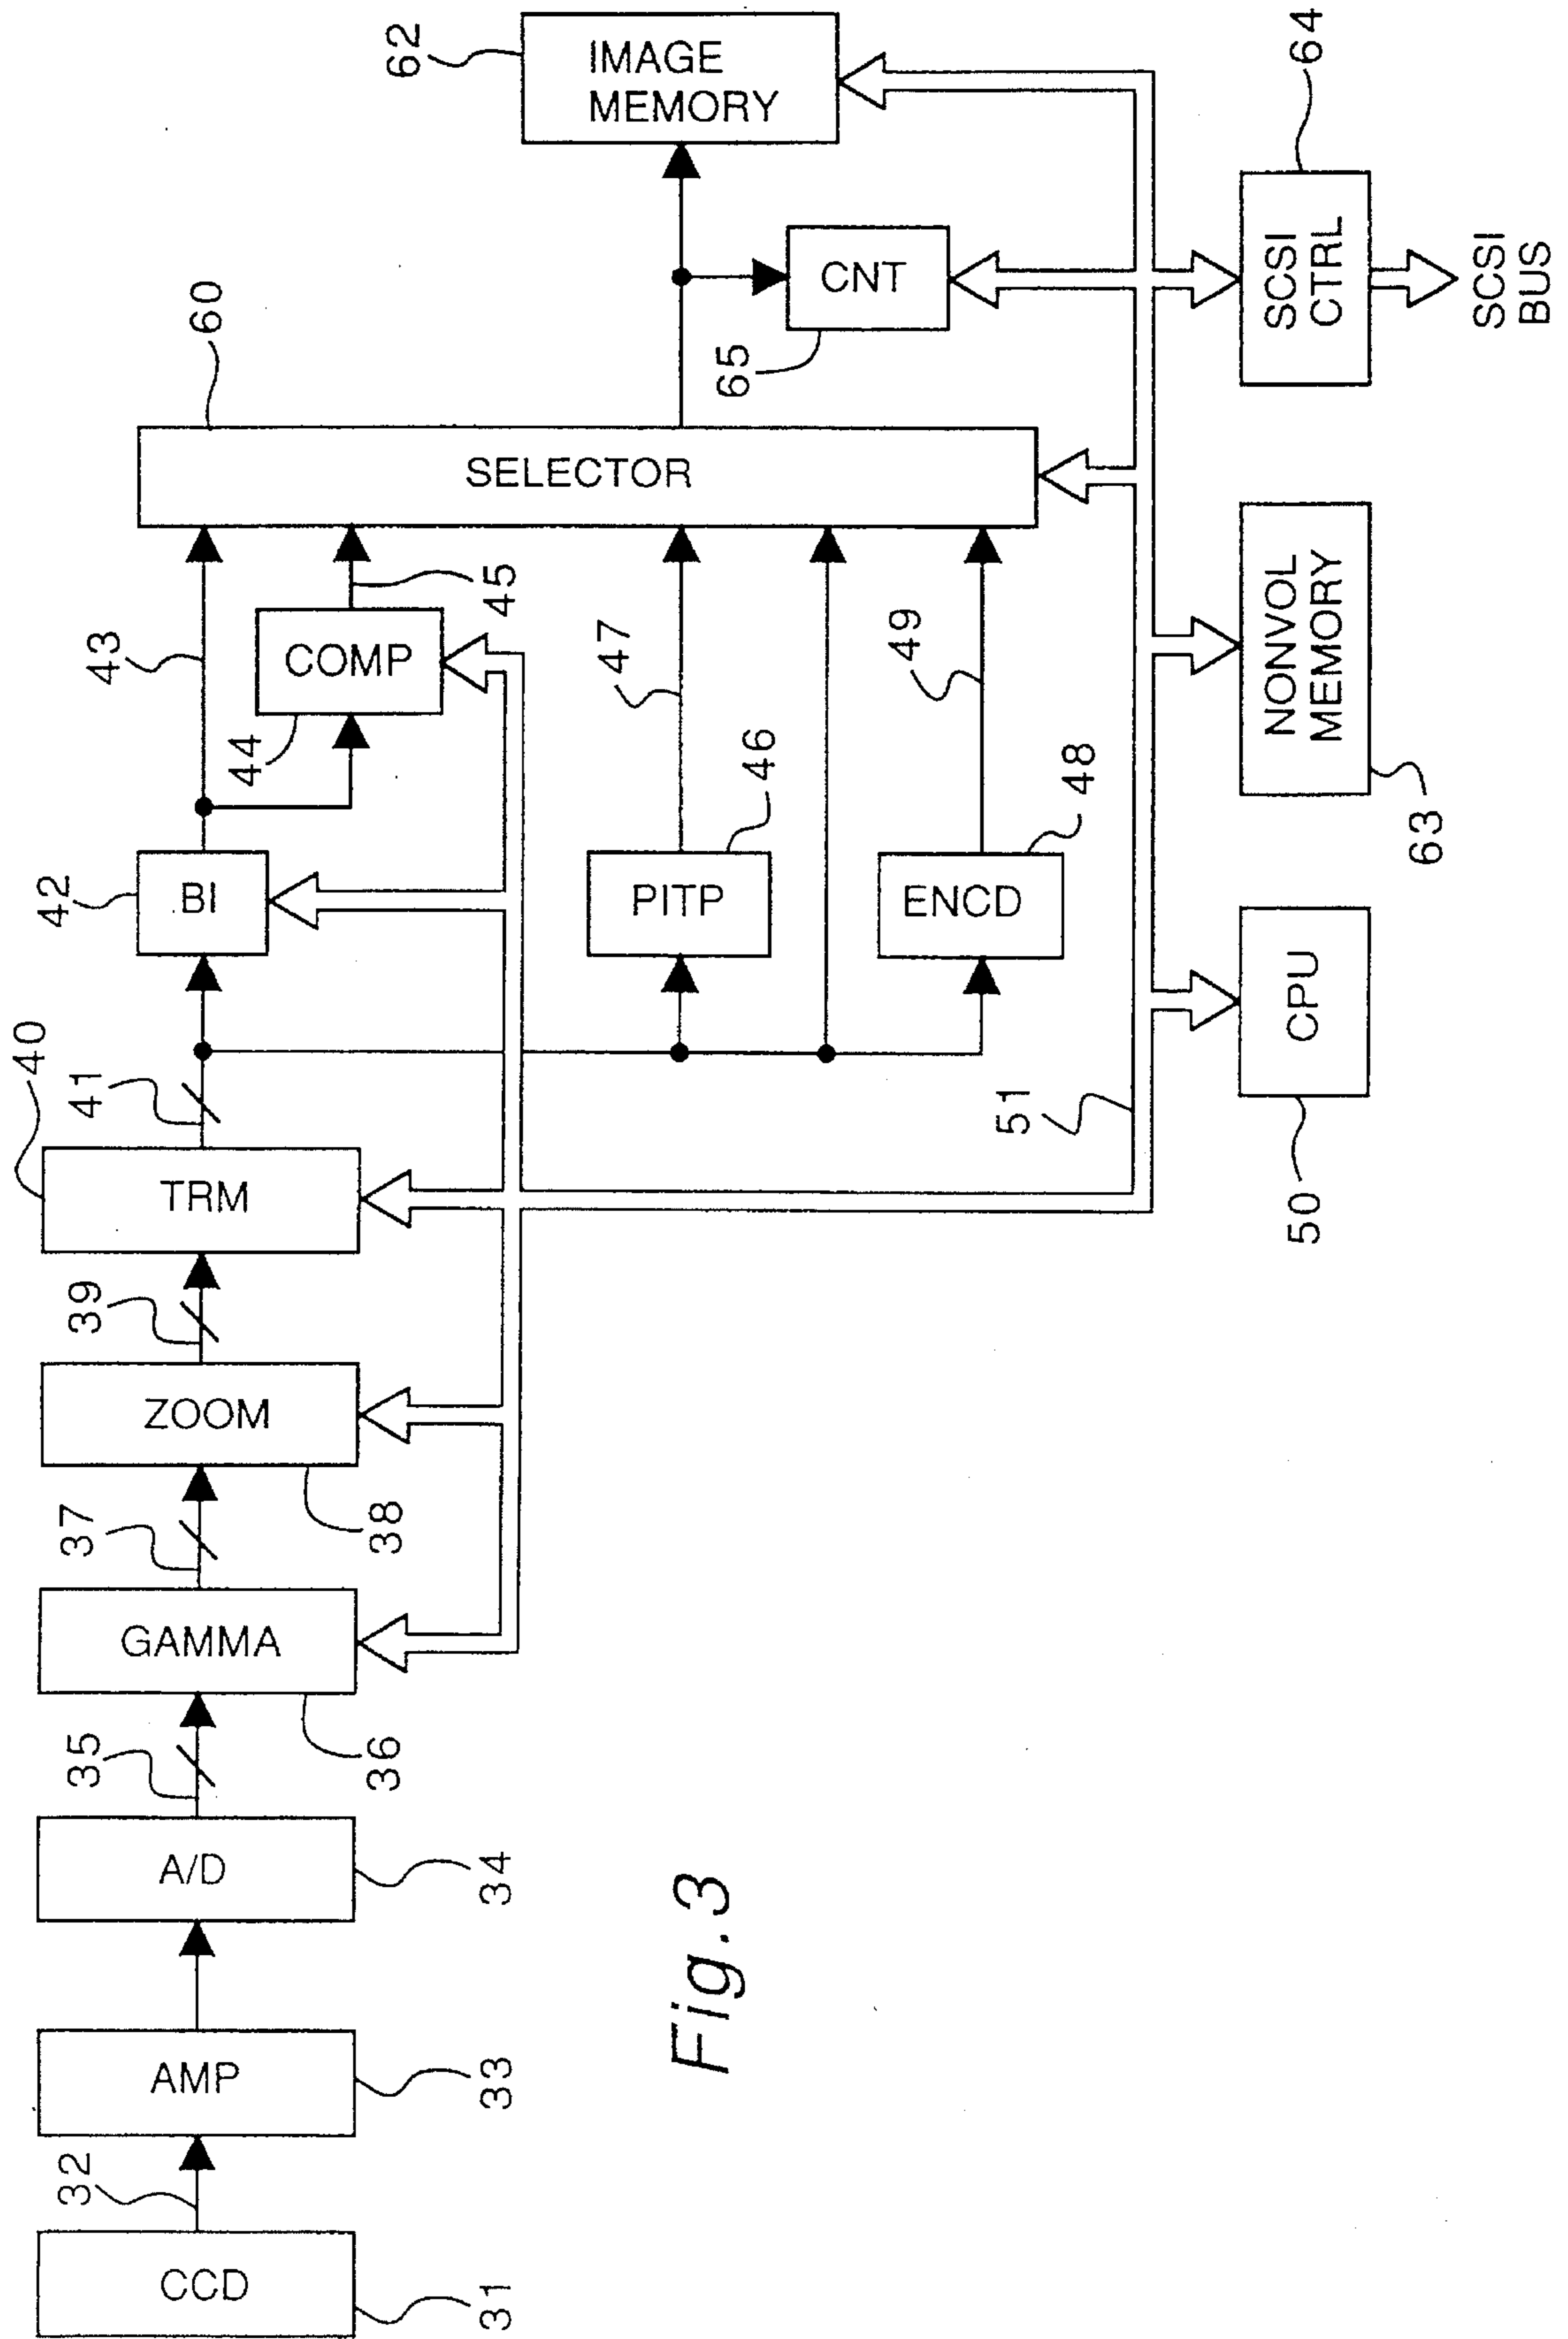 62
IMAGE
MEMORY
64
60
CNT
65
SCSI
CTRL
SCSI
BUS
SELECTOR
43
45
COMP
44
47
49
42
BI
46
PITP
48
ENCD
NONVOL
MEMORY
63
40
41
TRM
51
CPU
50
39
ZOOM
37
38
GAMMA
35
36
A/D
34
AMP
33
32
CCD
31
Fig.3